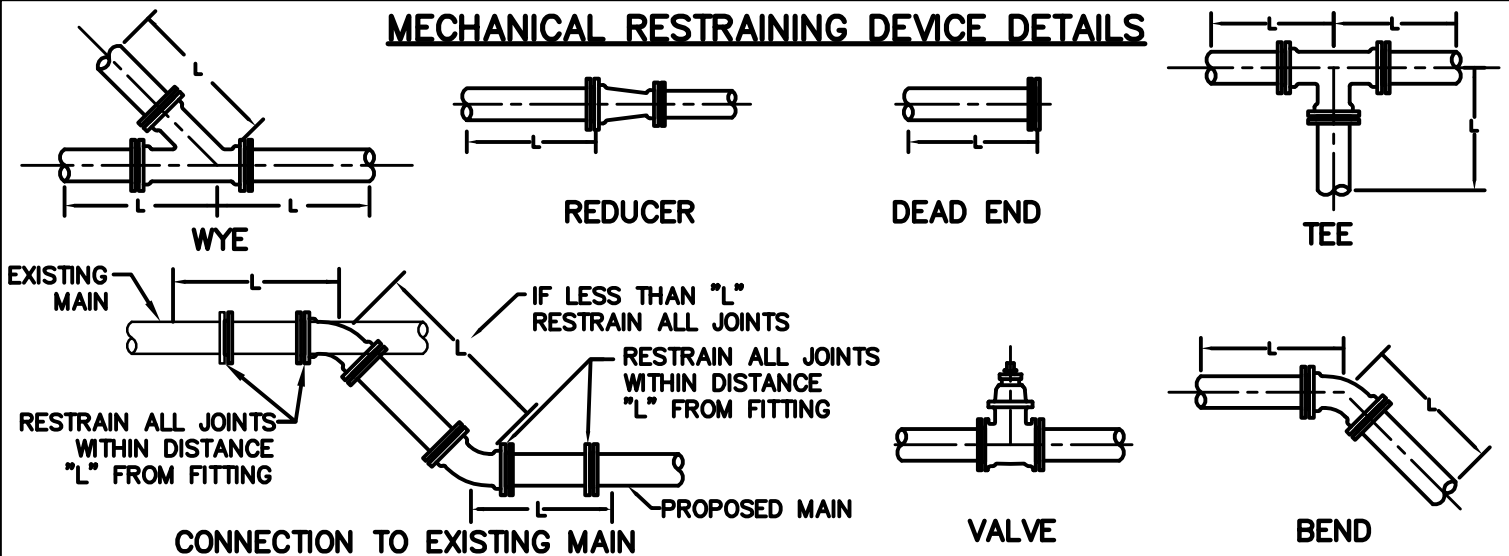 MECHANICAL RESTRAINING DEVICE DETAILS
L
L
L
WYE
L
REDUCER
L
DEAD END
L
L
L
TEE
EXISTING
MAIN
L
L
IF LESS THAN "L"
RESTRAIN ALL JOINTS
RESTRAIN ALL JOINTS
WITHIN DISTANCE
"L" FROM FITTING
RESTRAIN ALL JOINTS
WITHIN DISTANCE
"L" FROM FITTING
L
PROPOSED MAIN
CONNECTION TO EXISTING MAIN
VALVE
L
L
BEND